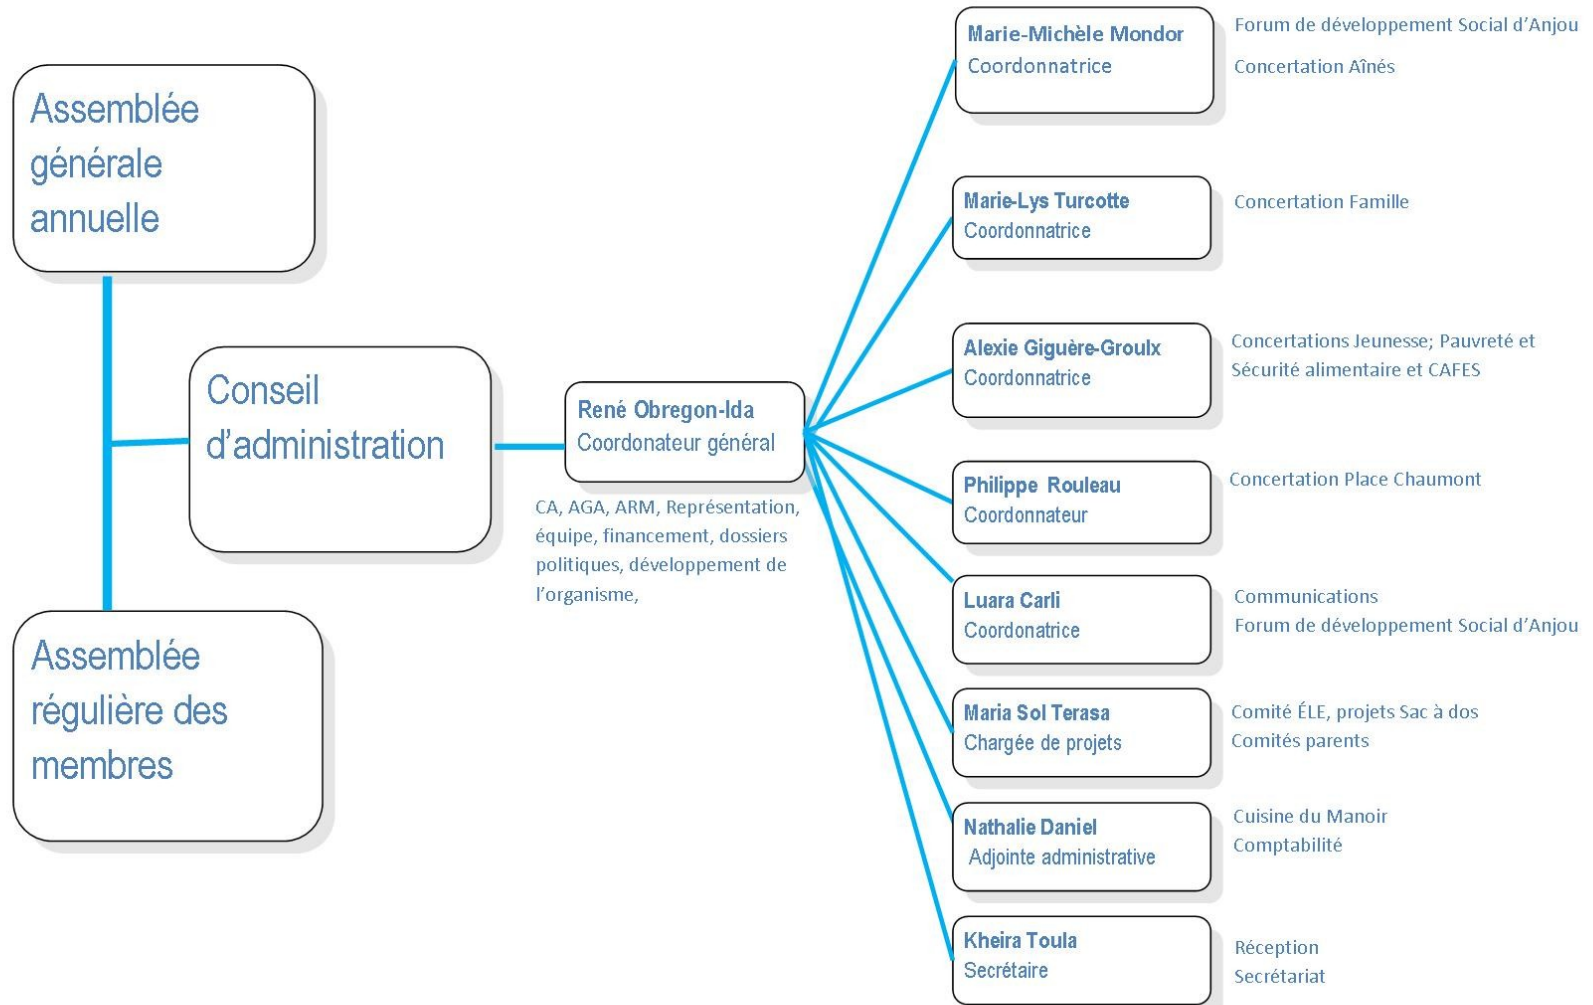 Assemblée
générale
annuelle
Conseil
d’administration
Assemblée
régulière des
membres
René Obregon-Ida
Coordonateur général
CA, AGA, ARM, Représentation,
équipe, financement, dossiers
politiques, développement de
l’organisme,
Marie-Michèle Mondor
Coordonnatrice
Forum de développement Social d’Anjou
Concertation Aînés
Marie-Lys Turcotte
Coordonnatrice
Concertation Famille
Alexie Giguère-Groulx
Coordonnatrice
Concertations Jeunesse; Pauvreté et
Sécurité alimentaire et CAFES
Philippe Rouleau
Coordonnateur
Concertation Place Chaumont
Luara Carli
Coordonatrice
Communications
Forum de développement Social d’Anjou
Maria Sol Terasa
Chargée de projets
Comité ÉLE, projets Sac à dos
Comités parents
Nathalie Daniel
Adjointe administrative
Cuisine du Manoir
Comptabilité
Kheira Toula
Secrétaire
Réception
Secrétariat